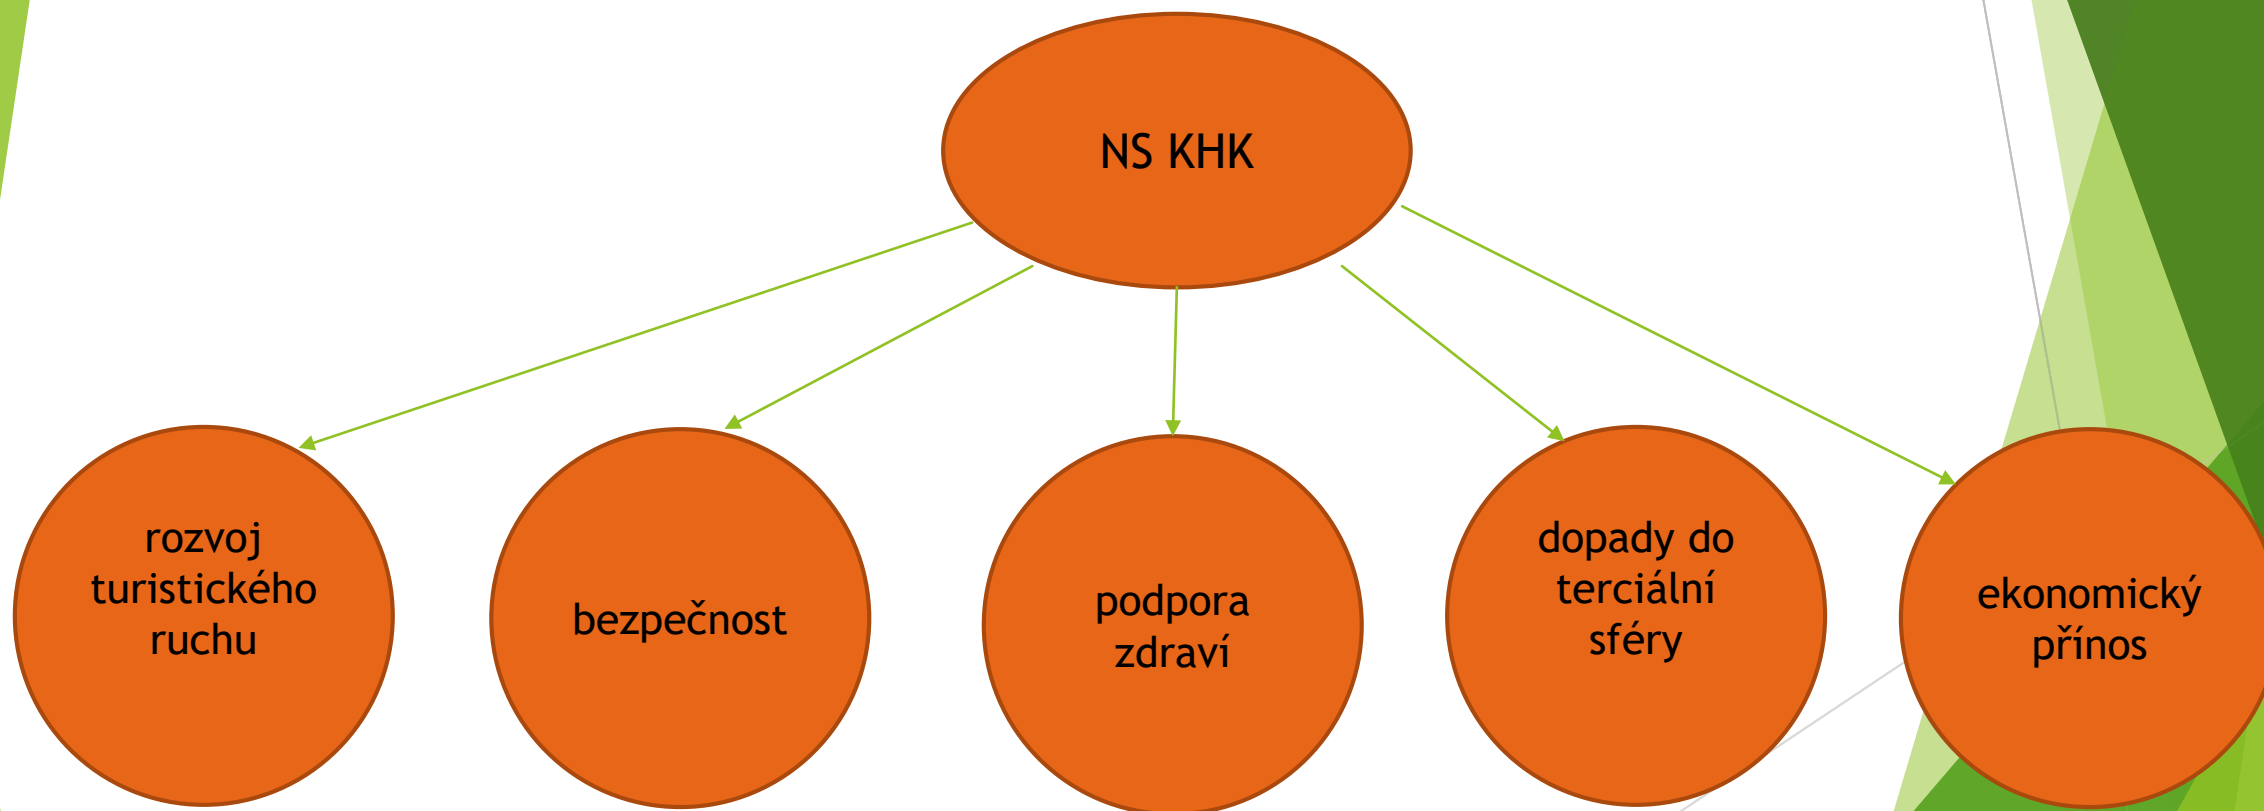 NS KHK
rozvoj
turistického
ruchu
bezpečnost
podpora
zdraví
dopady do
terciální
sféry
ekonomický
přínos